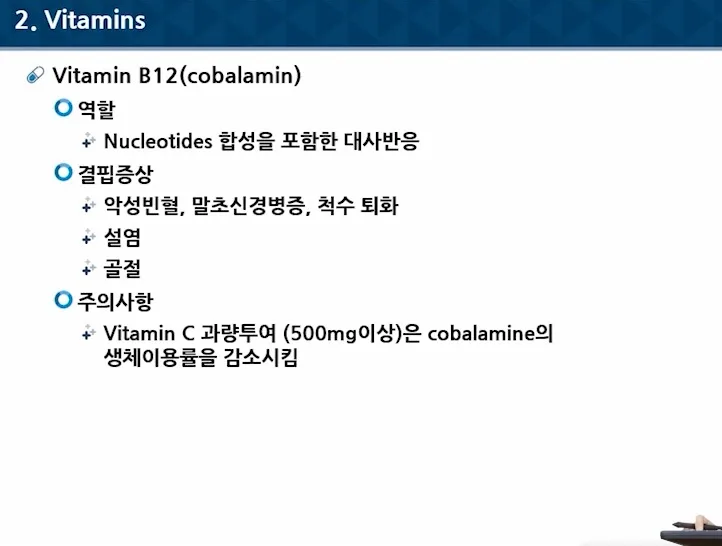 2. Vitamins
Vitamin B12(cobalamin)
역할
Nucleotides 합성을 포함한 대사반응
결핍증상
악성빈혈, 말초신경병증, 척수 퇴화
설염
골절
주의사항
Vitamin C 과량투여 (500mg이상)은 cobalamine의
생체이용률을 감소시킴